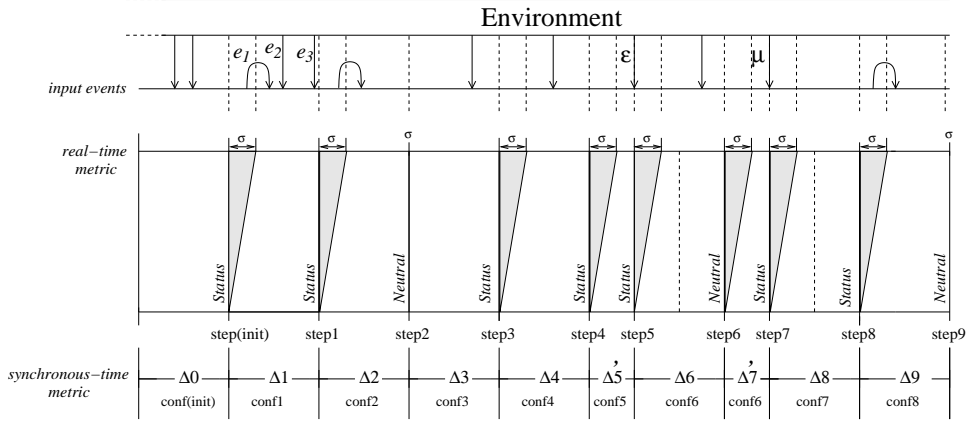 Environment
e1 e2 e3 ε μ
input events
σ σ σ σ σ σ σ σ σ σ
real−time
metric
Status Status Neutral Status Status Status Neutral Status Status Neutral
step(init) step1 step2 step3 step4 step5 step6 step7 step8 step9
synchronous−time
metric
Δ0 Δ1 Δ2 Δ3 Δ4 Δ5' Δ6 Δ7' Δ8 Δ9
conf(init) conf1 conf2 conf3 conf4 conf5 conf6 conf6 conf7 conf8